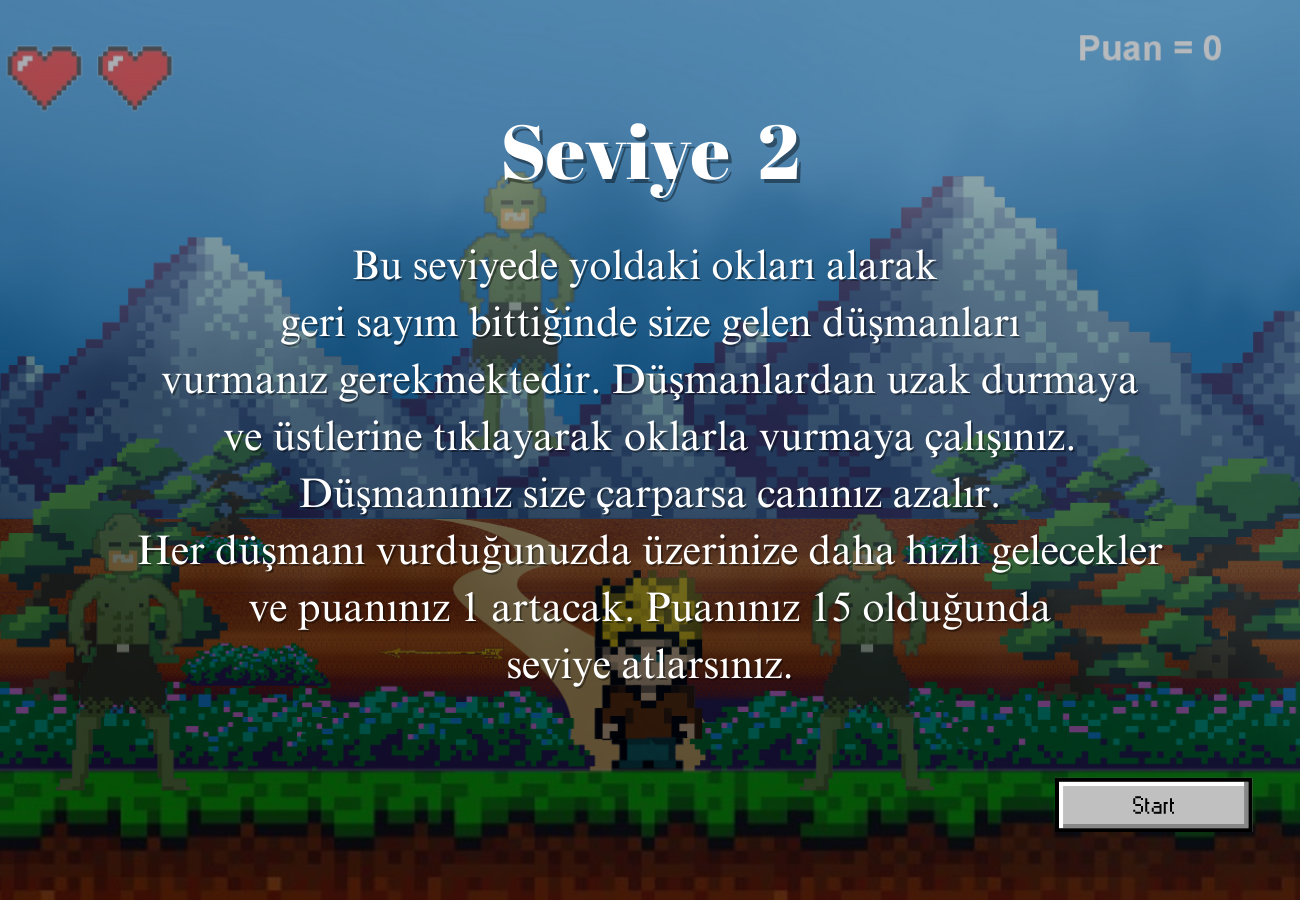 Puan = 0
Seviye 2
Bu seviyede yoldaki okları alarak
geri sayım bittiğinde size gelen düşmanları
vurmanız gerekmektedir. Düşmanlardan uzak durmaya
ve üstlerine tıklayarak oklarla vurmaya çalışınız.
Düşmanınız size çarparsa canınız azalır.
Her düşmanı vurduğunuzda üzerinize daha hızlı gelecekler
ve puanınız 1 artacak. Puanınız 15 olduğunda
seviye atlarsınız.
Start